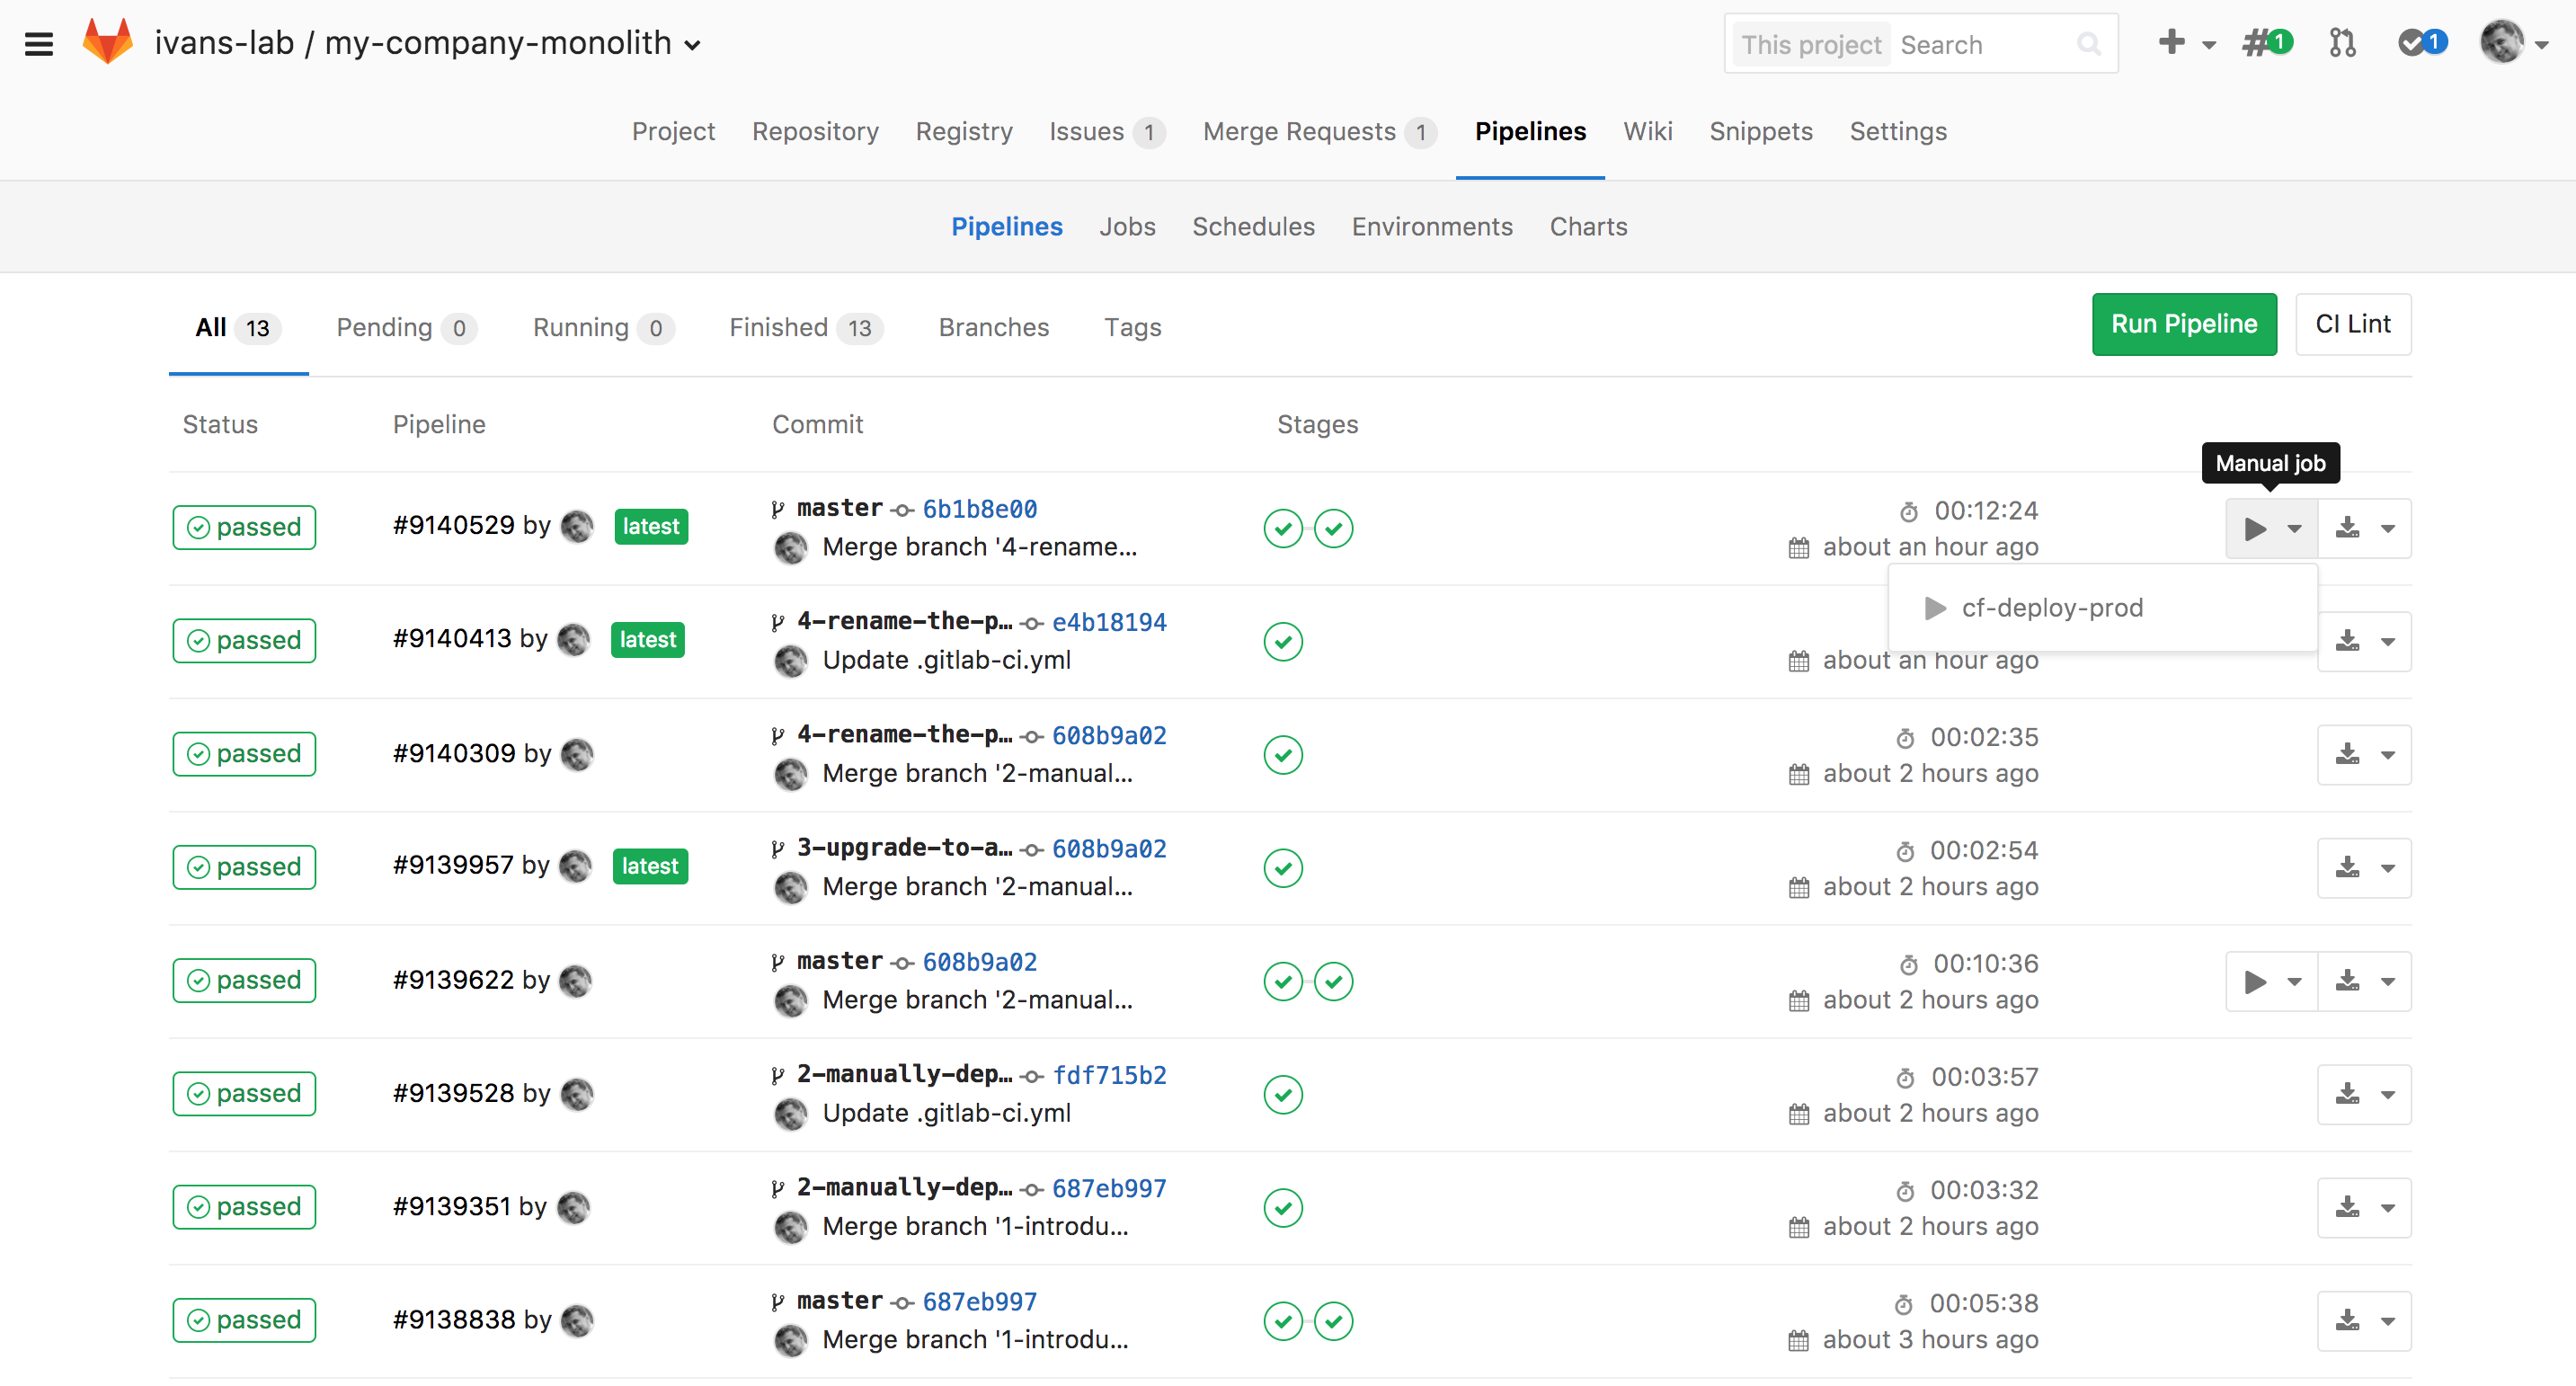 ivans-lab / my-company-monolith
This project Search
1
1
Project Repository Registry Issues 1 Merge Requests 1 Pipelines Wiki Snippets Settings
Pipelines Jobs Schedules Environments Charts
All 13 Pending 0 Running 0 Finished 13 Branches Tags
Run Pipeline CI Lint
Status Pipeline Commit Stages
Manual job
passed #9140529 by latest master 6b1b8e00 00:12:24
Merge branch '4-rename... about an hour ago
cf-deploy-prod
passed #9140413 by latest 4-rename-the-p... e4b18194
Update .gitlab-ci.yml about an hour ago
passed #9140309 by 4-rename-the-p... 608b9a02 00:02:35
Merge branch '2-manual... about 2 hours ago
passed #9139957 by latest 3-upgrade-to-a... 608b9a02 00:02:54
Merge branch '2-manual... about 2 hours ago
passed #9139622 by master 608b9a02 00:10:36
Merge branch '2-manual... about 2 hours ago
passed #9139528 by 2-manually-dep... fdf715b2 00:03:57
Update .gitlab-ci.yml about 2 hours ago
passed #9139351 by 2-manually-dep... 687eb997 00:03:32
Merge branch '1-introdu... about 2 hours ago
passed #9138838 by master 687eb997 00:05:38
Merge branch '1-introdu... about 3 hours ago